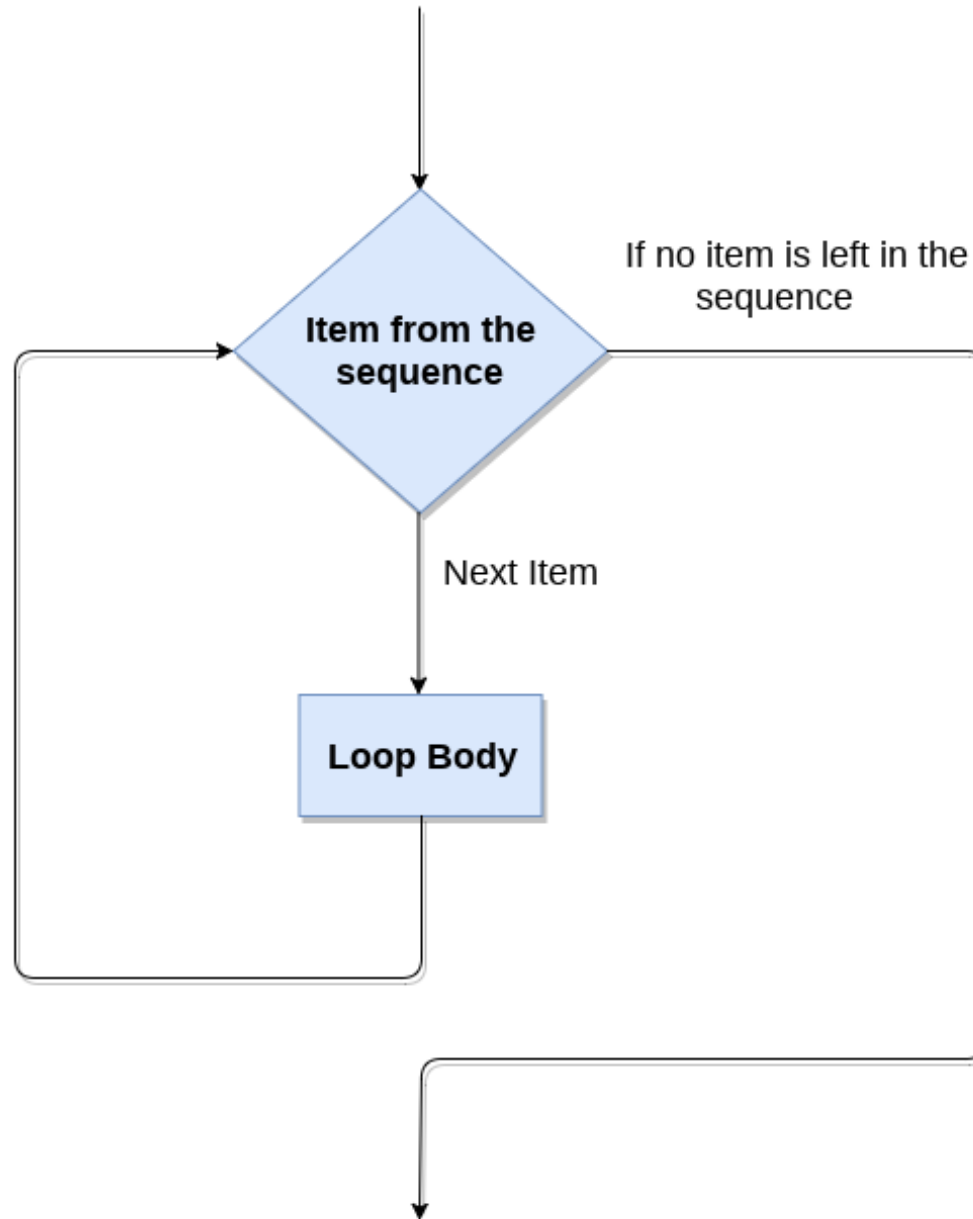 If no item is left in the
sequence
Item from the
sequence
Next Item
Loop Body